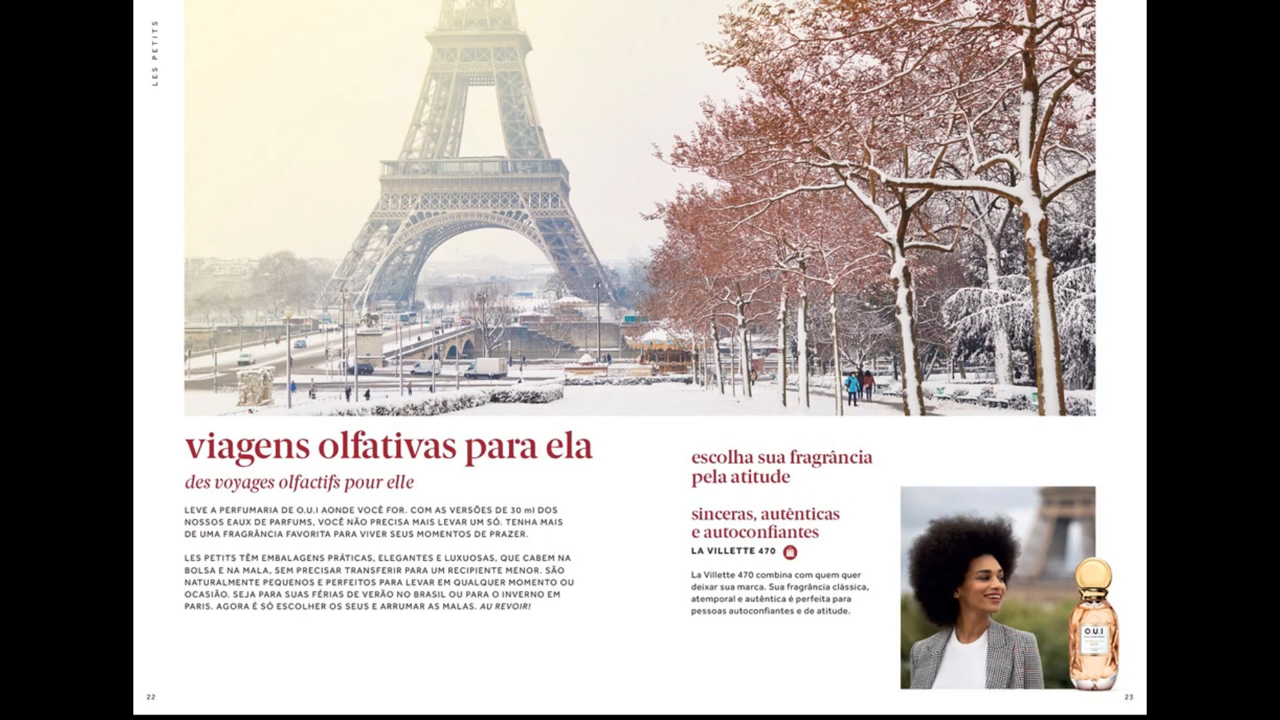 LES PETITS
viagens olfativas para ela
des voyages olfactifs pour elle
LEVE A PERFUMARIA DE O.U.I AONDE VOCÊ FOR. COM AS VERSÕES DE 30 ml DOS
NOSSOS EAUX DE PARFUMS, VOCÊ NÃO PRECISA MAIS LEVAR UM SÓ. TENHA MAIS
DE UMA FRAGRÂNCIA FAVORITA PARA VIVER SEUS MOMENTOS DE PRAZER.
LES PETITS TÊM EMBALAGENS PRÁTICAS, ELEGANTES E LUXUOSAS, QUE CABEM NA
BOLSA E NA MALA, SEM PRECISAR TRANSFERIR PARA UM RECIPIENTE MENOR. SÃO
NATURALMENTE PEQUENOS E PERFEITOS PARA LEVAR EM QUALQUER MOMENTO OU
OCASIÃO. SEJA PARA SUAS FÉRIAS DE VERÃO NO BRASIL OU PARA O INVERNO EM
PARIS. AGORA É SÓ ESCOLHER OS SEUS E ARRUMAR AS MALAS. AU REVOIR!
escolha sua fragrância
pela atitude
sinceras, autênticas
e autoconfiantes
LA VILLETTE 470
La Villette 470 combina com quem quer
deixar sua marca. Sua fragrância clássica,
atemporal e autêntica é perfeita para
pessoas autoconfiantes e de atitude.
O.U.I
22
23